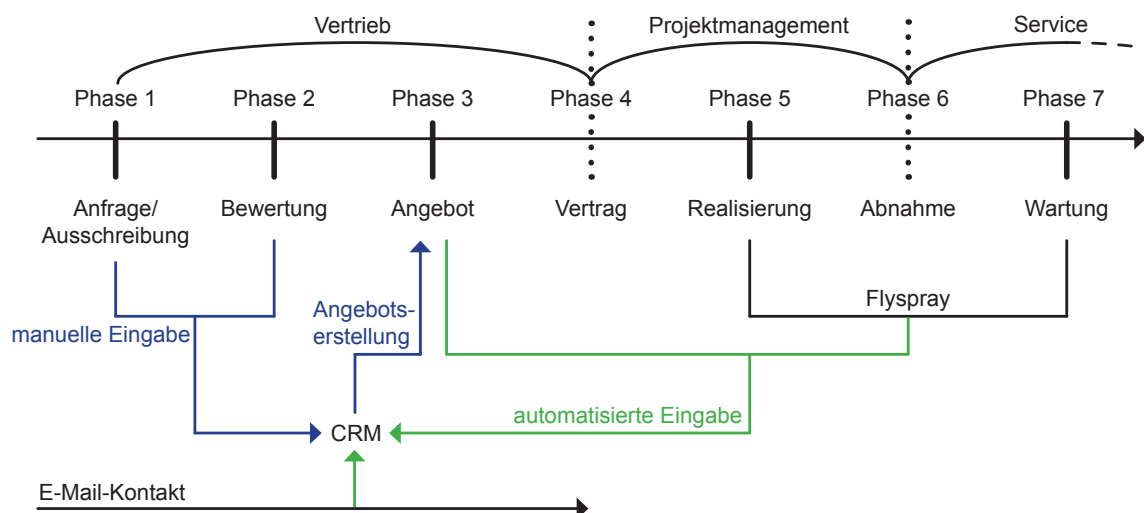 Vertrieb
Projektmanagement
Service
Phase 1
Phase 2
Phase 3
Phase 4
Phase 5
Phase 6
Phase 7
Anfrage/
Ausschreibung
Bewertung
Angebot
Vertrag
Realisierung
Abnahme
Wartung
manuelle Eingabe
Angebots-
erstellung
Flyspray
automatisierte Eingabe
CRM
E-Mail-Kontakt